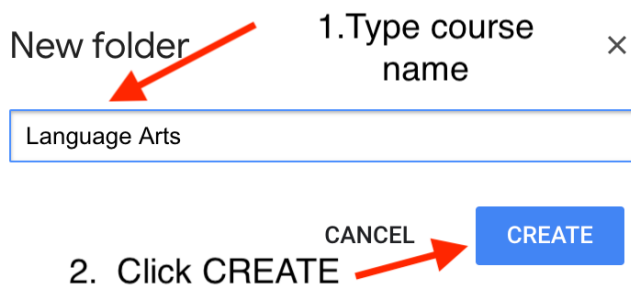 New folder
1.Type course
name
×
Language Arts
CANCEL
CREATE
2. Click CREATE